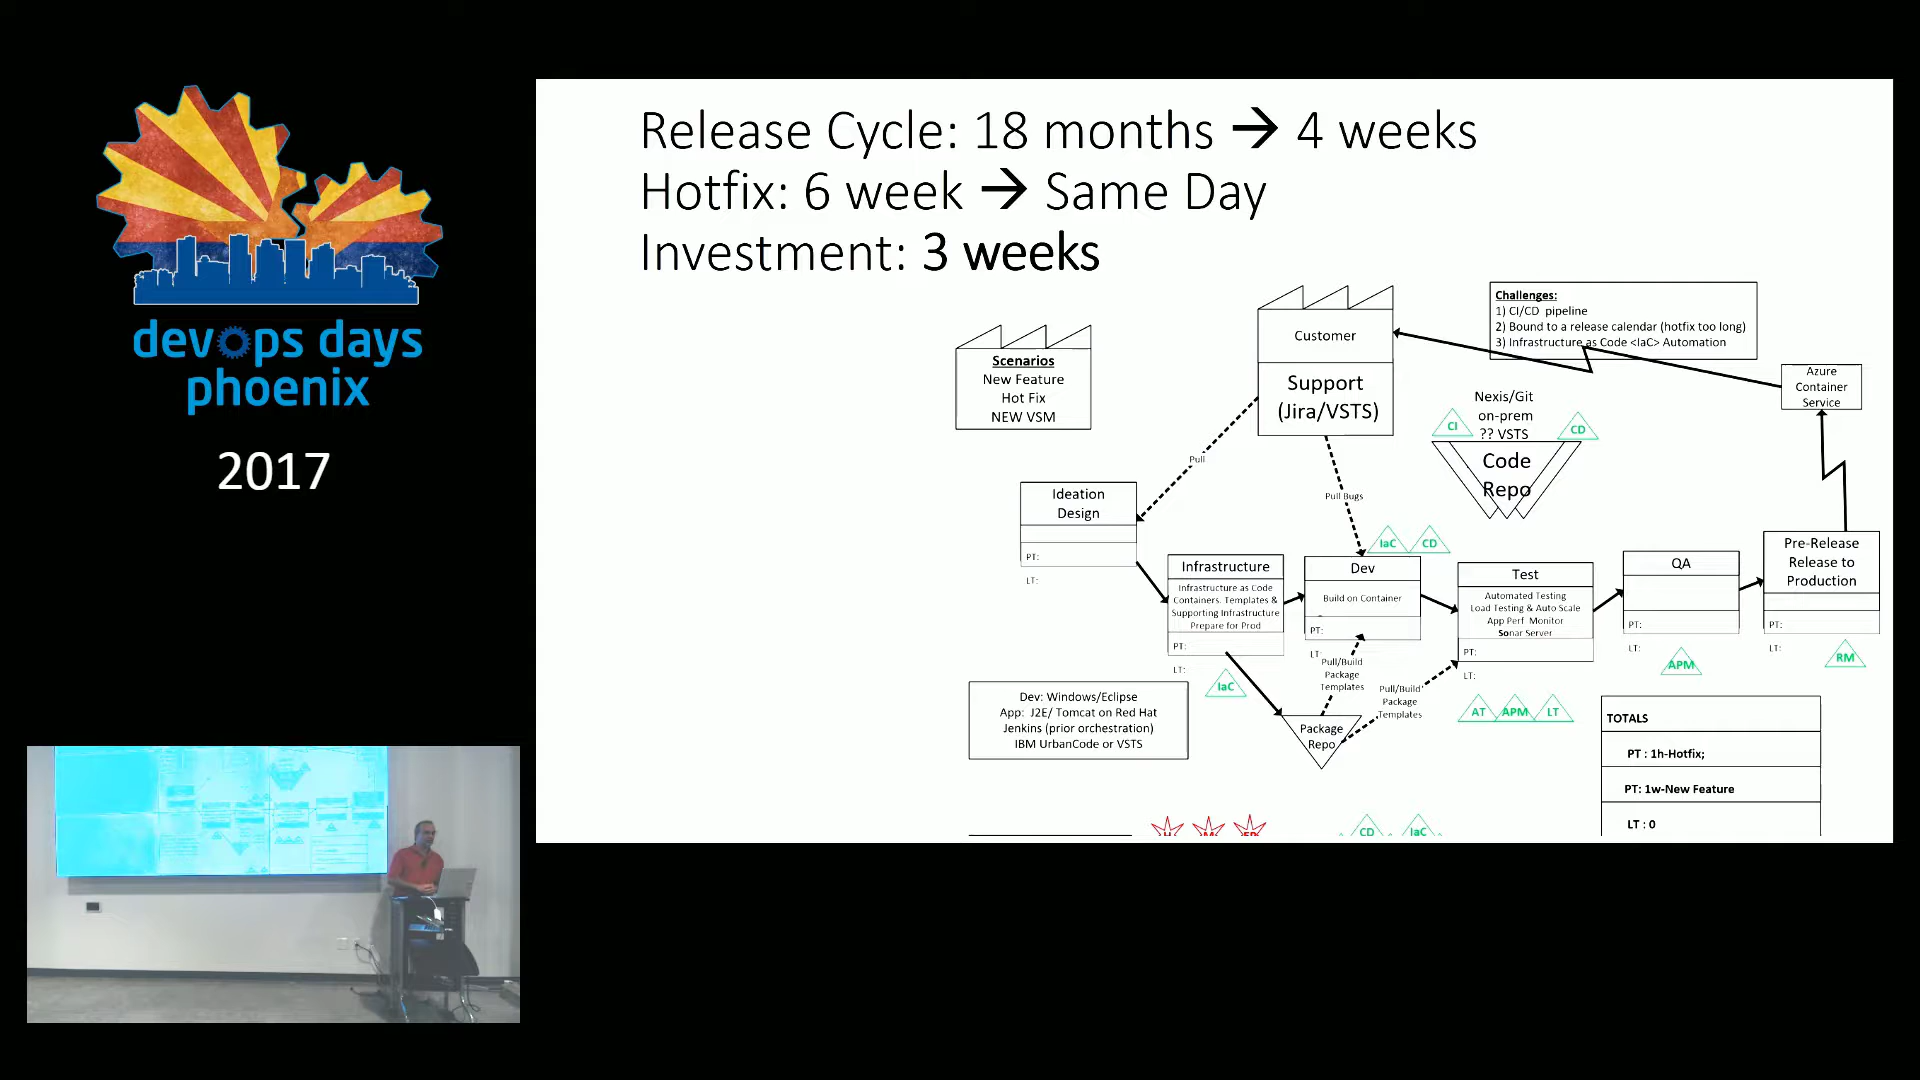 devops days
phoenix
2017
Release Cycle: 18 months → 4 weeks
Hotfix: 6 week → Same Day
Investment: 3 weeks
Scenarios
New Feature
Hot Fix
NEW VSM
Customer
Support
(Jira/VSTS)
Challenges:
1) CI/CD pipeline
2) Bound to a release calendar (hotfix too long)
3) Infrastructure as Code <IaC> Automation
Azure
Container
Service
Nexis/Git
on-prem
?? VSTS
CI
CD
Code
Repo
Pull
Pull Bugs
Ideation
Design
PT:
LT:
Infrastructure
Infrastructure as Code
Containers. Templates &
Supporting Infrastructure
Prepare for Prod
PT:
LT:
IaC
IaC
CD
Dev
Build on Container
PT:
LT:
Pull/Build
Package
Templates
Pull/Build
Package
Templates
Package
Repo
Test
Automated Testing
Load Testing & Auto Scale
App Perf Monitor
Sonar Server
PT:
LT:
AT
APM
LT
QA
PT:
LT:
APM
Pre-Release
Release to
Production
PT:
LT:
RM
Dev: Windows/Eclipse
App: J2E/ Tomcat on Red Hat
Jenkins (prior orchestration)
IBM UrbanCode or VSTS
TOTALS
PT : 1h-Hotfix;
PT: 1w-New Feature
LT : 0
CD
IaC